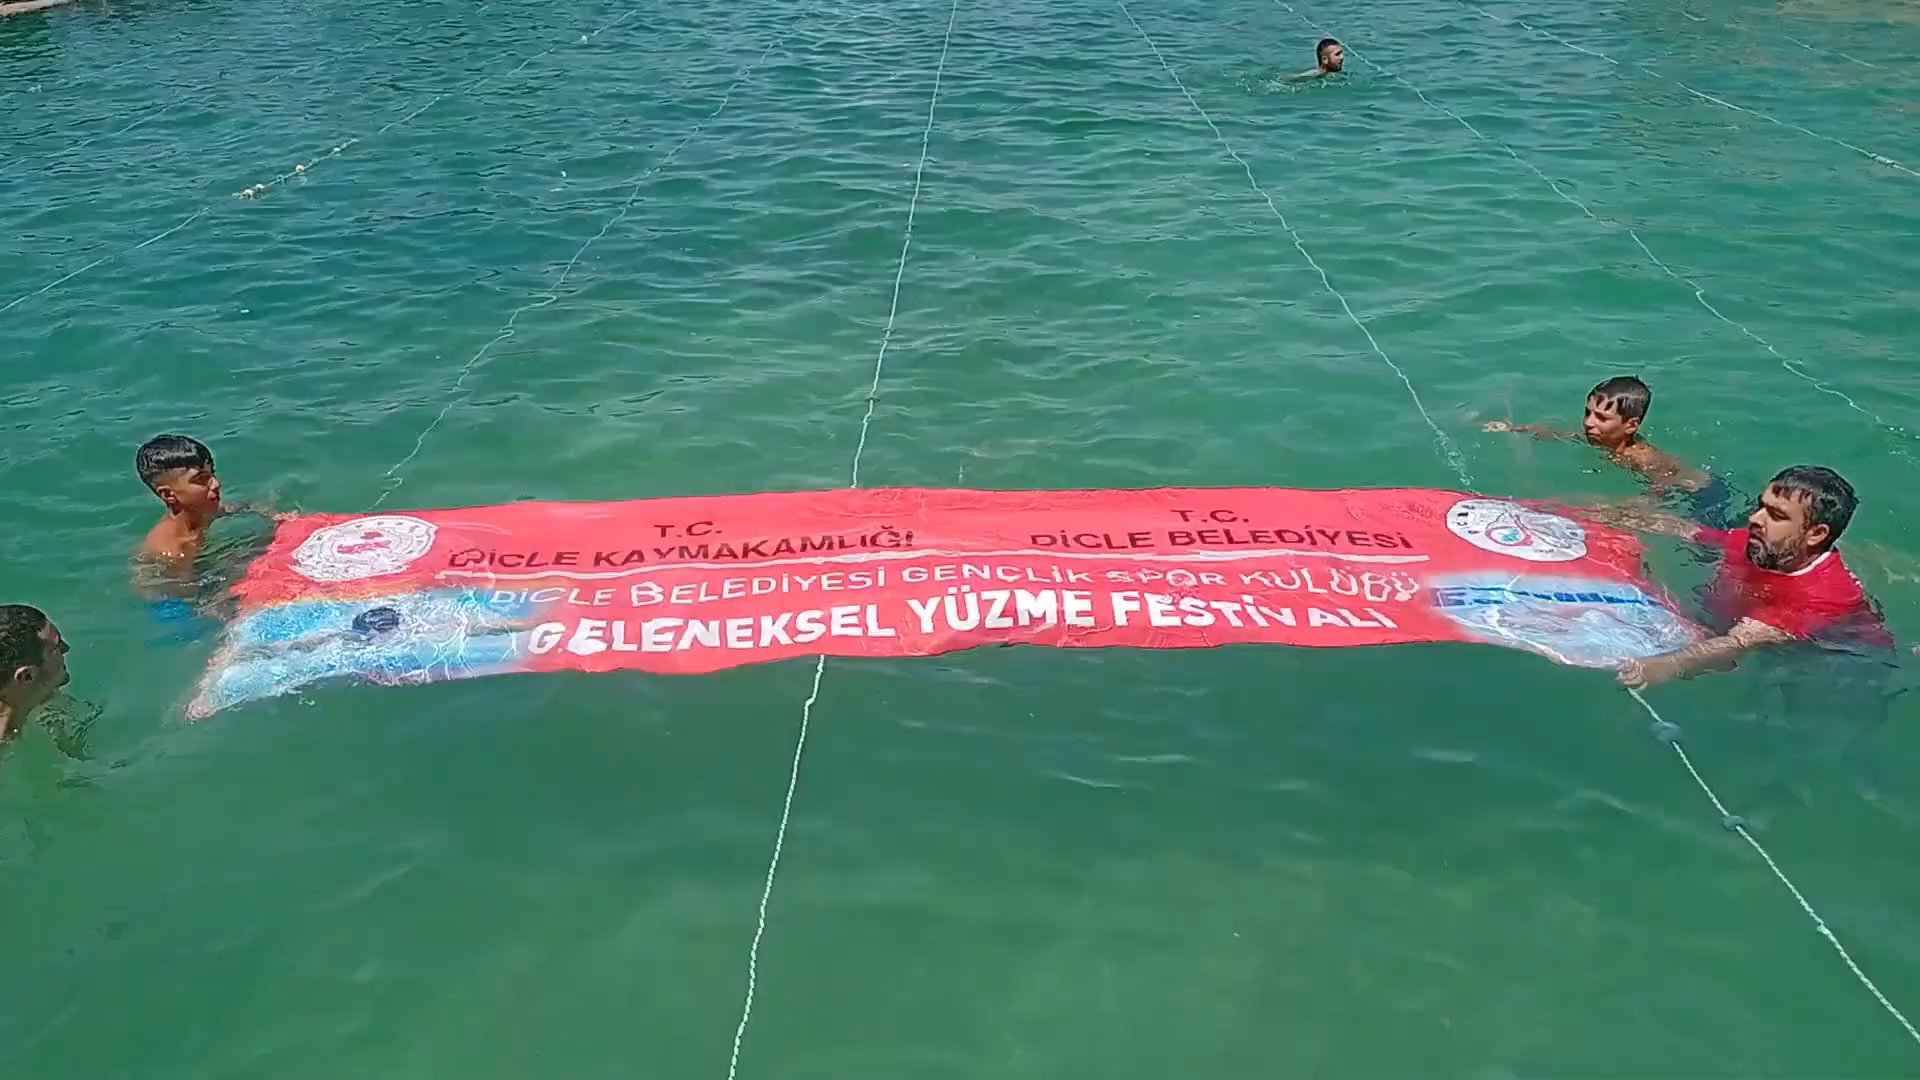 T.C.
DİCLE KAYMAKAMLIĞI
T.C.
DİCLE BELEDİYESİ
DİCLE BELEDİYESİ GENÇLİK SPOR KULÜBÜ
GELENEKSEL YÜZME FESTİVALİ